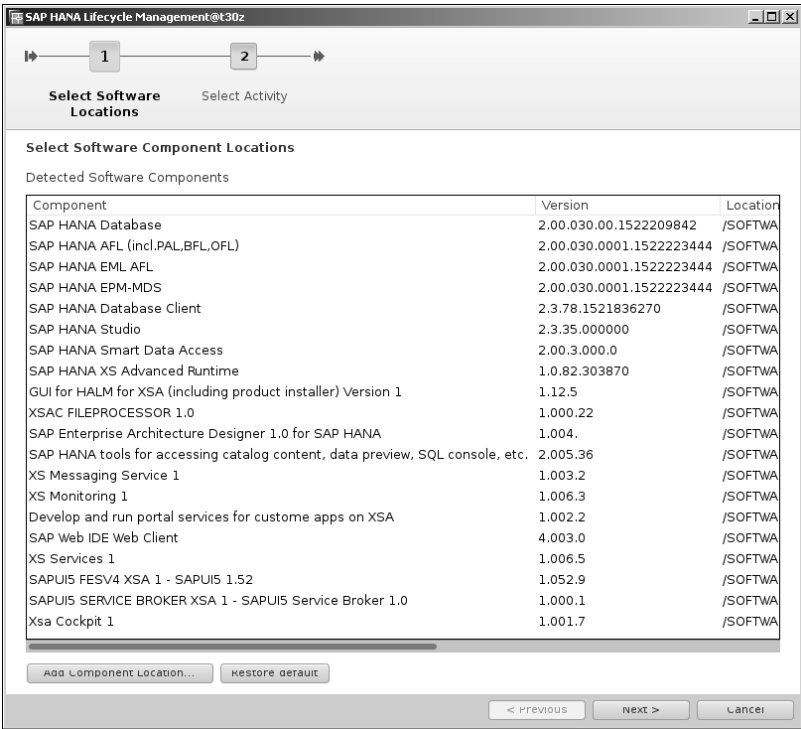 SAP HANA Lifecycle Management@t30z
1 2
Select Software Locations Select Activity
Select Software Component Locations
Detected Software Components
Component Version Location
SAP HANA Database 2.00.030.00.1522209842 /SOFTWA
SAP HANA AFL (incl.PAL,BFL,OFL) 2.00.030.0001.1522223444 /SOFTWA
SAP HANA EML AFL 2.00.030.0001.1522223444 /SOFTWA
SAP HANA EPM-MDS 2.00.030.0001.1522223444 /SOFTWA
SAP HANA Database Client 2.3.78.1521836270 /SOFTWA
SAP HANA Studio 2.3.35.000000 /SOFTWA
SAP HANA Smart Data Access 2.00.3.000.0 /SOFTWA
SAP HANA XS Advanced Runtime 1.0.82.303870 /SOFTWA
GUI for HALM for XSA (including product installer) Version 1 1.12.5 /SOFTWA
XSAC FILEPROCESSOR 1.0 1.000.22 /SOFTWA
SAP Enterprise Architecture Designer 1.0 for SAP HANA 1.004. /SOFTWA
SAP HANA tools for accessing catalog content, data preview, SQL console, etc. 2.005.36 /SOFTWA
XS Messaging Service 1 1.003.2 /SOFTWA
XS Monitoring 1 1.006.3 /SOFTWA
Develop and run portal services for custome apps on XSA 1.002.2 /SOFTWA
SAP Web IDE Web Client 4.003.0 /SOFTWA
XS Services 1 1.006.5 /SOFTWA
SAPUI5 FESV4 XSA 1 - SAPUI5 1.52 1.052.9 /SOFTWA
SAPUI5 SERVICE BROKER XSA 1 - SAPUI5 Service Broker 1.0 1.000.1 /SOFTWA
Xsa Cockpit 1 1.001.7 /SOFTWA
Add Component Location... Restore default
< Previous Next > Cancel